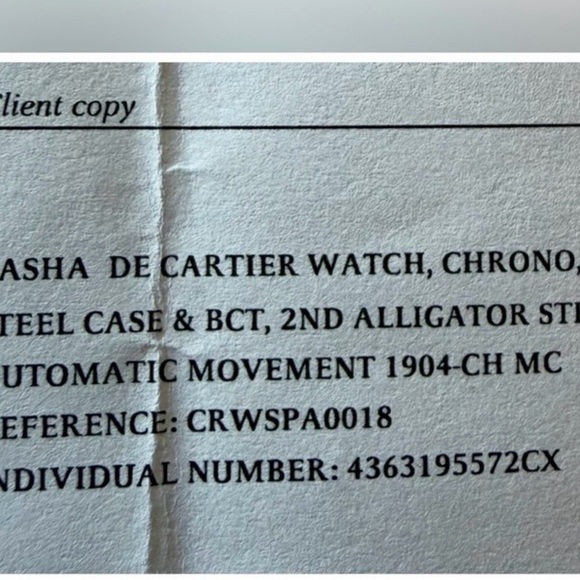 lient copy
ASHA DE CARTIER WATCH, CHRONO,
TEEL CASE & BCT, 2ND ALLIGATOR ST
UTOMATIC MOVEMENT 1904-CH MC
EFERENCE: CRWSPA0018
NDIVIDUAL NUMBER: 4363195572CX